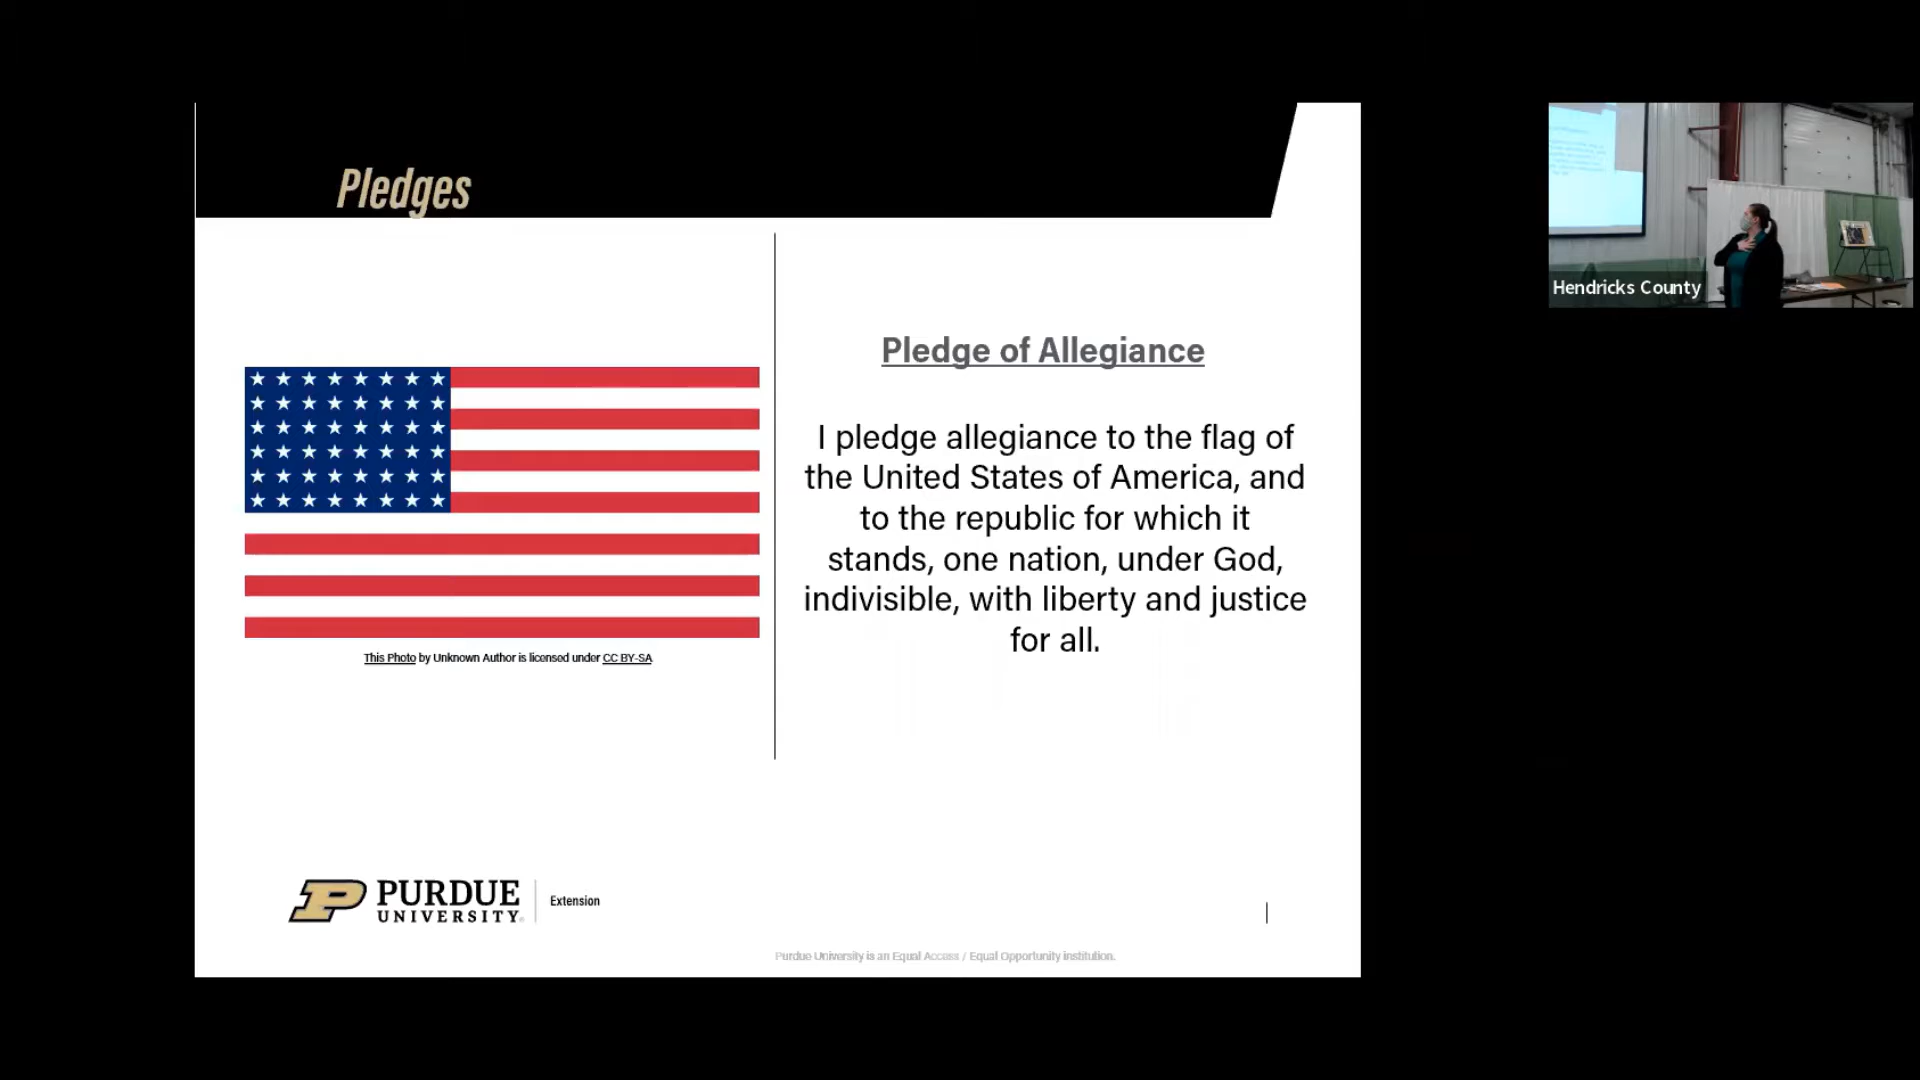 Pledges
Pledge of Allegiance
I pledge allegiance to the flag of
the United States of America, and
to the republic for which it
stands, one nation, under God,
indivisible, with liberty and justice
for all.
This Photo by Unknown Author is licensed under CC BY-SA
PURDUE
UNIVERSITY®
Extension
Purdue University is an Equal Access / Equal Opportunity institution.
Hendricks County